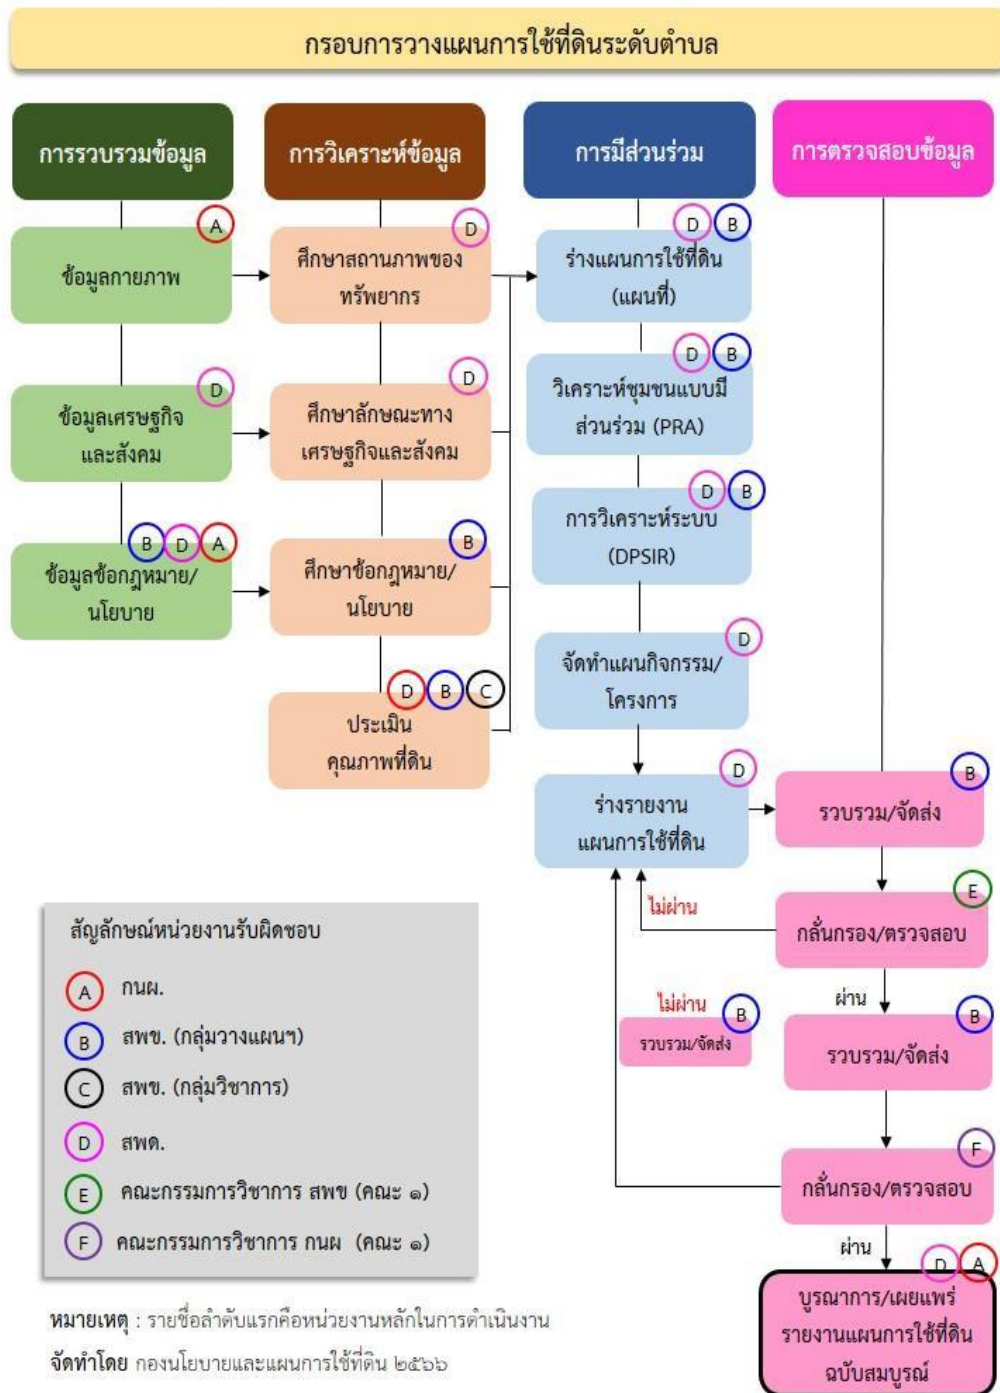 กรอบการวางแผนการใช้ที่ดินระดับตำบล
การรวบรวมข้อมูล
การวิเคราะห์ข้อมูล
การมีส่วนร่วม
การตรวจสอบข้อมูล
A
ข้อมูลกายภาพ
D
ข้อมูลเศรษฐกิจ
และสังคม
B D A
ข้อมูลข้อกฎหมาย/
นโยบาย
D
ศึกษาสถานภาพของ
ทรัพยากร
D
ศึกษาลักษณะทาง
เศรษฐกิจและสังคม
B
ศึกษาข้อกฎหมาย/
นโยบาย
D B C
ประเมิน
คุณภาพที่ดิน
D B
ร่างแผนการใช้ที่ดิน
(แผนที่)
D B
วิเคราะห์ชุมชนแบบมี
ส่วนร่วม (PRA)
D B
การวิเคราะห์ระบบ
(DPSIR)
D
จัดทำแผนกิจกรรม/
โครงการ
D
ร่างรายงาน
แผนการใช้ที่ดิน
B
รวบรวม/จัดส่ง
E
กลั่นกรอง/ตรวจสอบ
ไม่ผ่าน
ผ่าน
B
รวบรวม/จัดส่ง
ไม่ผ่าน
B
รวบรวม/จัดส่ง
F
กลั่นกรอง/ตรวจสอบ
ผ่าน
D A
บูรณาการ/เผยแพร่
รายงานแผนการใช้ที่ดิน
ฉบับสมบูรณ์
สัญลักษณ์หน่วยงานรับผิดชอบ
A กนผ.
B สพข. (กลุ่มวางแผนฯ)
C สพข. (กลุ่มวิชาการ)
D สพด.
E คณะกรรมการวิชาการ สพข (คณะ ๑)
F คณะกรรมการวิชาการ กนผ (คณะ ๑)
หมายเหตุ : รายชื่อลำดับแรกคือหน่วยงานหลักในการดำเนินงาน
จัดทำโดย กองนโยบายและแผนการใช้ที่ดิน ๒๕๖๖